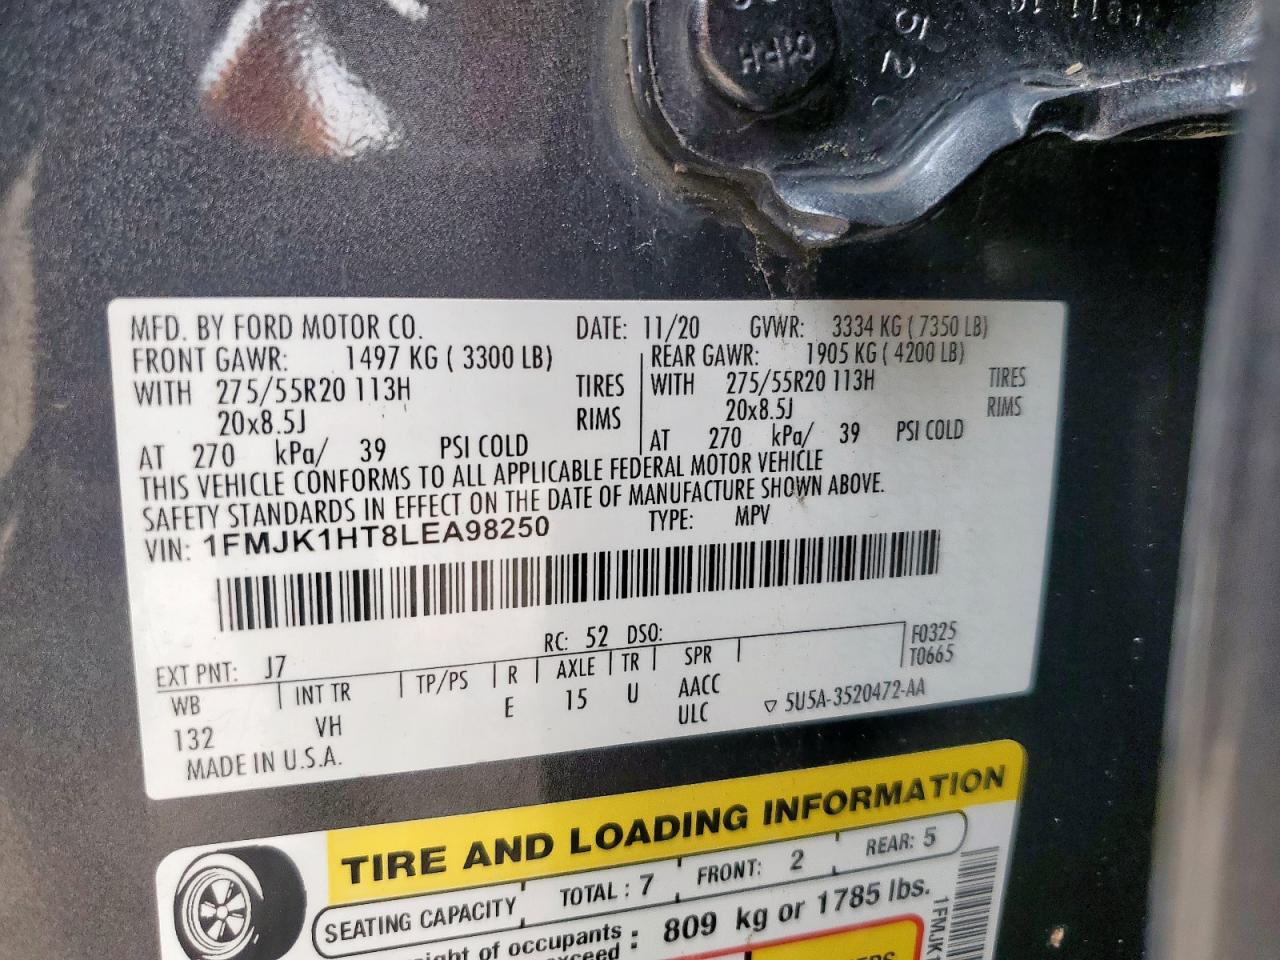 O1FH
52
MFD. BY FORD MOTOR CO. DATE: 11/20 GVWR: 3334 KG ( 7350 LB)
FRONT GAWR: 1497 KG ( 3300 LB) REAR GAWR: 1905 KG ( 4200 LB)
WITH 275/55R20 113H TIRES WITH 275/55R20 113H TIRES
20x8.5J RIMS 20x8.5J RIMS
AT 270 kPa/ 39 PSI COLD AT 270 kPa/ 39 PSI COLD
THIS VEHICLE CONFORMS TO ALL APPLICABLE FEDERAL MOTOR VEHICLE
SAFETY STANDARDS IN EFFECT ON THE DATE OF MANUFACTURE SHOWN ABOVE.
VIN: 1FMJK1HT8LEA98250 TYPE: MPV
RC: 52 DSO: F0325
EXT PNT: J7 T0665
WB INT TR TP/PS R AXLE TR SPR
132 VH E 15 U AACC
ULC 5U5A-3520472-AA
MADE IN U.S.A.
TIRE AND LOADING INFORMATION
SEATING CAPACITY TOTAL : 7 FRONT: 2 REAR: 5
of occupants : 809 kg or 1785 lbs.
1FMJK1